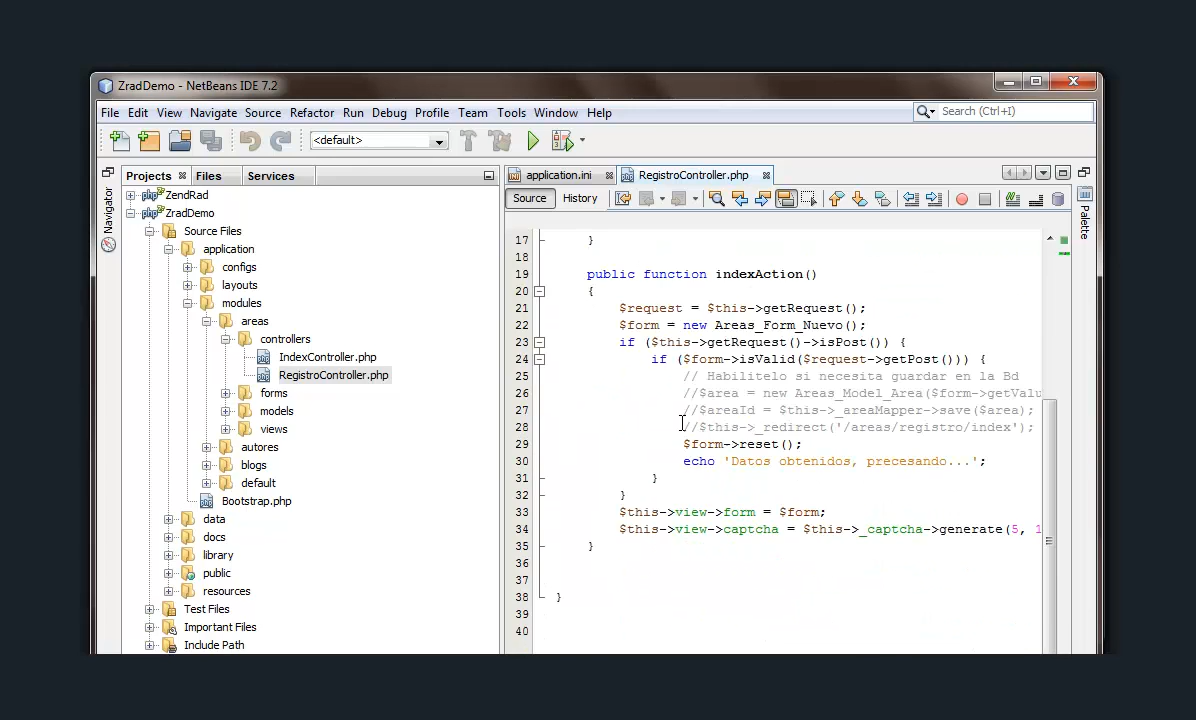 ZradDemo - NetBeans IDE 7.2
File Edit View Navigate Source Refactor Run Debug Profile Team Tools Window Help
Search (Ctrl+I)
<default>
Projects Files Services
application.ini RegistroController.php
Source History
Navigator
Palette
ZendRad
ZradDemo
Source Files
application
configs
layouts
modules
areas
controllers
IndexController.php
RegistroController.php
forms
models
views
autores
blogs
default
Bootstrap.php
data
docs
library
public
resources
Test Files
Important Files
Include Path
17 }
18
19 public function indexAction()
20 {
21 $request = $this->getRequest();
22 $form = new Areas_Form_Nuevo();
23 if ($this->getRequest()->isPost()) {
24 if ($form->isValid($request->getPost())) {
25 // Habilitelo si necesita guardar en la Bd
26 //$area = new Areas_Model_Area($form->getValu
27 //$areaId = $this->_areaMapper->save($area);
28 //$this->_redirect('/areas/registro/index');
29 $form->reset();
30 echo 'Datos obtenidos, precesando...';
31 }
32 }
33 $this->view->form = $form;
34 $this->view->captcha = $this->_captcha->generate(5, 1
35 }
36
37
38 }
39
40